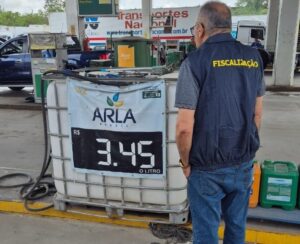 Transportes
Nacional
FISCALIZAÇÃO
ARLA
R$
3.45
O LITRO